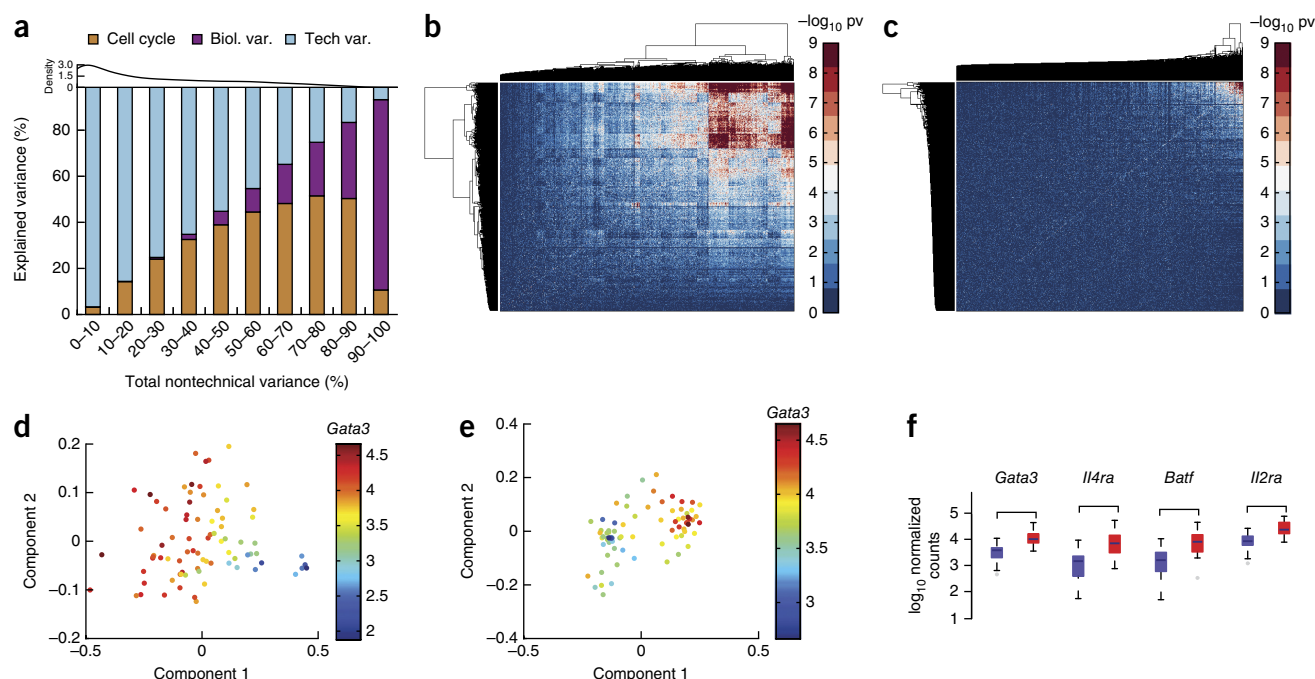 a
Cell cycle Biol. var. Tech var.
Density
3.0
1.5
0
Explained variance (%)
80
60
40
20
0
0–10 10–20 20–30 30–40 40–50 50–60 60–70 70–80 80–90 90–100
Total nontechnical variance (%)
b
–log10 pv
9
8
7
6
5
4
3
2
1
0
c
–log10 pv
9
8
7
6
5
4
3
2
1
0
d
Gata3
0.2
0.1
0
–0.1
–0.2
Component 2
–0.5 0 0.5
Component 1
4.5
4
3.5
3
2.5
2
e
Gata3
0.4
0.2
0
–0.2
–0.4
Component 2
–0.5 0 0.5
Component 1
4.5
4
3.5
3
f
Gata3 Il4ra Batf Il2ra
log10 normalized
counts
5
4
3
2
1